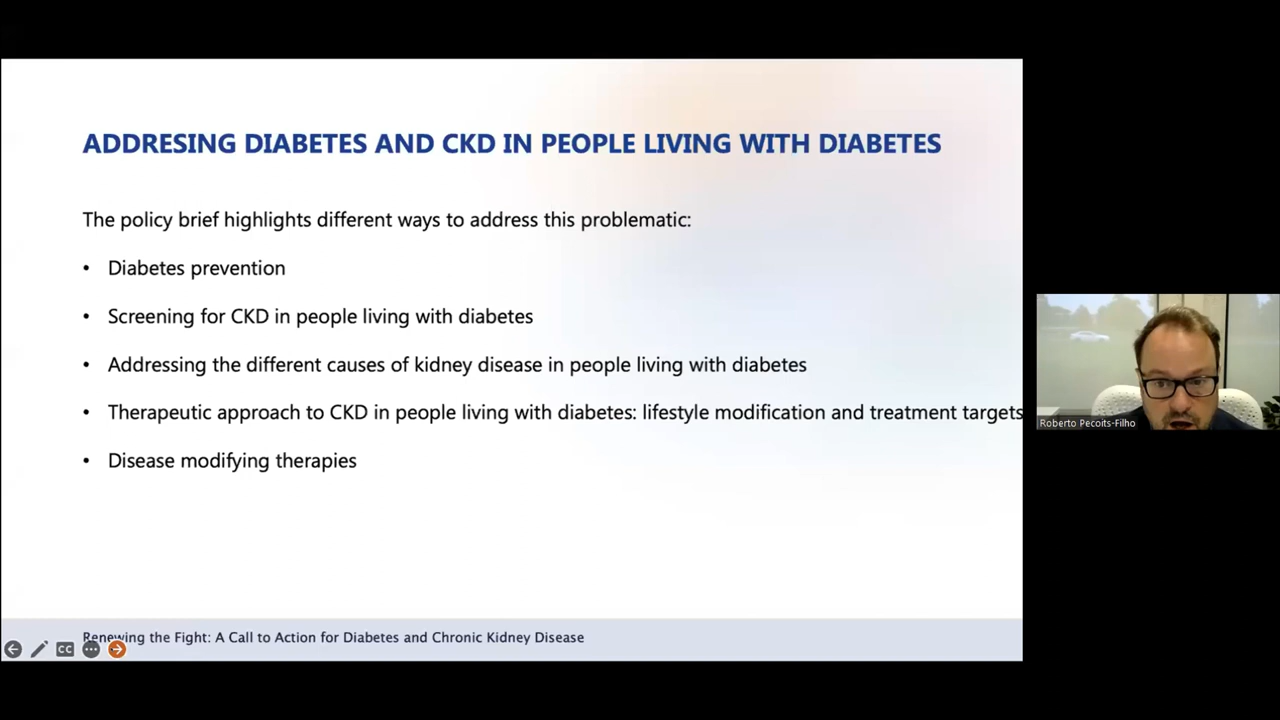 ADDRESING DIABETES AND CKD IN PEOPLE LIVING WITH DIABETES
The policy brief highlights different ways to address this problematic:
• Diabetes prevention
• Screening for CKD in people living with diabetes
• Addressing the different causes of kidney disease in people living with diabetes
• Therapeutic approach to CKD in people living with diabetes: lifestyle modification and treatment targets
• Disease modifying therapies
Roberto Pecoits-Filho
Renewing the Fight: A Call to Action for Diabetes and Chronic Kidney Disease
CC